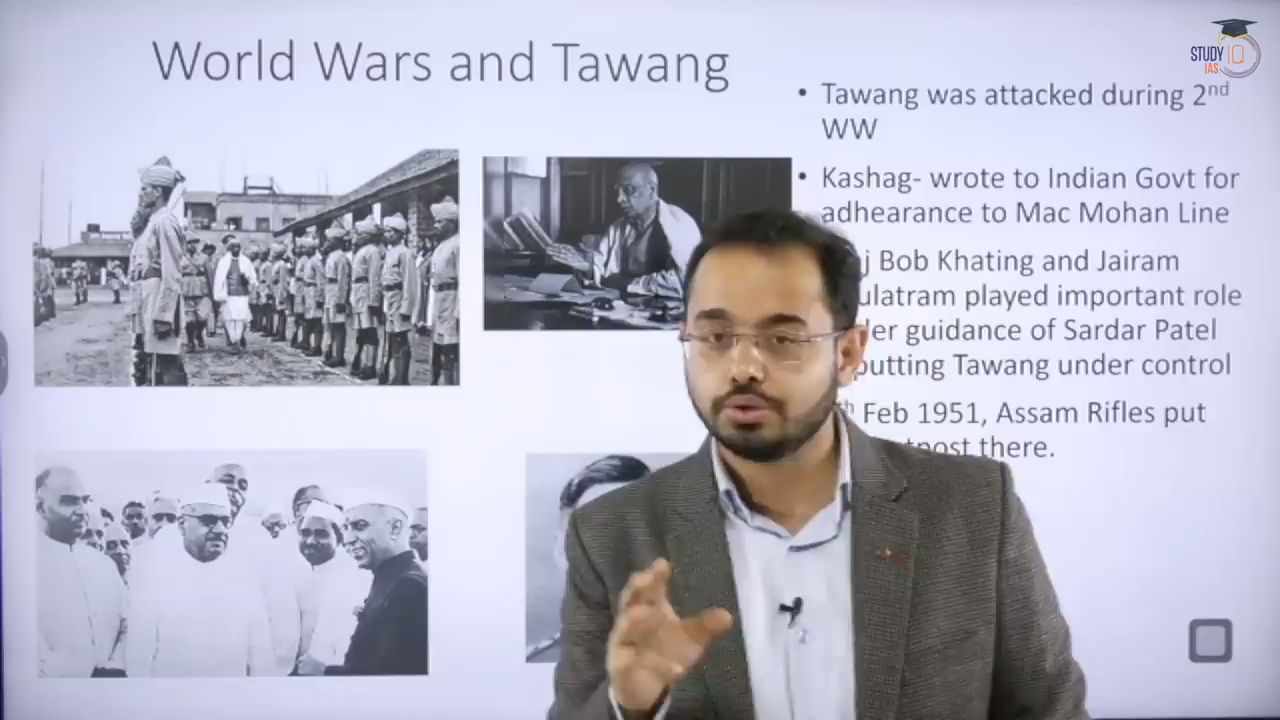 World Wars and Tawang
STUDY IQ
IAS
• Tawang was attacked during 2nd
WW
• Kashag- wrote to Indian Govt for
adhearance to Mac Mohan Line
Bob Khating and Jairam
played important role
guidance of Sardar Patel
putting Tawang under control
Feb 1951, Assam Rifles put
there.